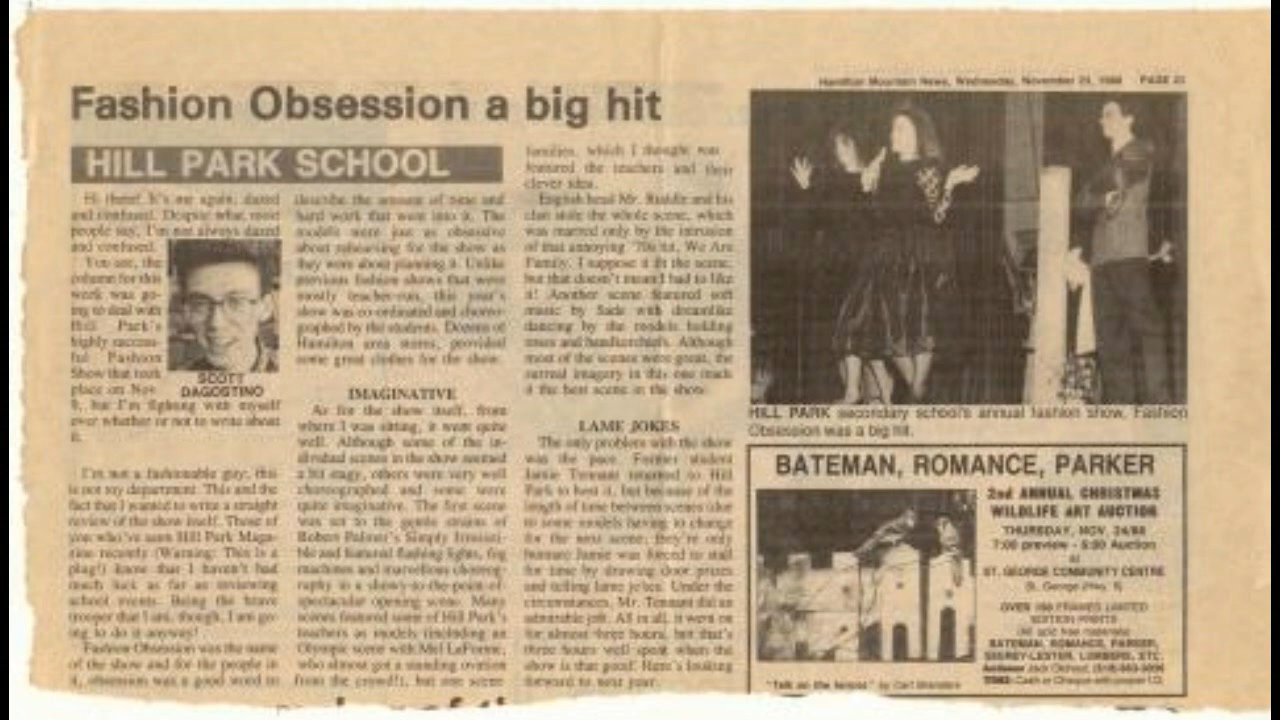 Hamilton Mountain News, Wednesday, November 1988 PAGE
Fashion Obsession a big hit
HILL PARK SCHOOL
Hi there! It's me again, dazed
and confused. Despite what most
people say, I'm not always dazed
and confused.
You see, the
column for this
week was go-
ing to deal with
Hill Park's
highly success-
ful Fashion
Show that took
place on Nov.
9, but I'm fighting with myself
over whether or not to write about
it.
SCOTT
DAGOSTINO
I'm not a fashionable guy, this
is not my department. This and the
fact that I wanted to write a straight
review of the show itself. Those of
you who've seen Hill Park Maga-
zine recently (Warning: This is a
plug!) know that I haven't had
much luck as far as reviewing
school events. Being the brave
trooper that I am, though, I am go-
ing to do it anyway!
Fashion Obsession was the name
of the show and for the people in
it, obsession was a good word to
describe the amount of time and
hard work that went into it. The
models were just as obsessive
about rehearsing for the show as
they were about planning it. Unlike
previous fashion shows that were
mostly teacher-run, this year's
show was co-ordinated and choreo-
graphed by the students. Dozens of
Hamilton area stores, provided
some great clothes for the show.
IMAGINATIVE
As for the show itself, from
where I was sitting, it went quite
well. Although some of the in-
dividual scenes in the show seemed
a bit stagy, others were very well
choreographed and some were
quite imaginative. The first scene
was set to the gentle strains of
Robert Palmer's Simply Irresisti-
ble and featured flashing lights, fog
machines and marvellous choreog-
raphy in a down-to-the-point-of-
spectacular opening scene. Many
scenes featured some of Hill Park's
teachers as models (including an
Olympic scene with Mel LaForme,
who almost got a standing ovation
from the crowd!), but one scene
families, which I thought was
featured the teachers and their
clever idea.
English head Mr. Riddle and his
clan stole the whole scene, which
was marred only by the intrusion
of that annoying '70s hit, We Are
Family. I suppose it fit the scene,
but that doesn't mean I had to like
it! Another scene featured soft
music by Sade with dreamlike
dancing by the models holding
roses and handkerchiefs. Although
most of the scenes were great, the
surreal imagery in this one made
it the best scene in the show.
LAME JOKES
The only problem with the show
was the pace. Former student
Jamie Tennant returned to Hill
Park to host it, but because of the
length of time between scenes (due
to some models having to change
for the next scene, they're only
human) Jamie was forced to stall
for time by drawing door prizes
and telling lame jokes. Under the
circumstances, Mr. Tennant did an
admirable job. All in all, it went on
for almost three hours, but that's
three hours well spent when the
show is that good! Here's looking
forward to next year.
HILL PARK secondary school's annual fashion show, Fashion
Obsession was a big hit.
BATEMAN, ROMANCE, PARKER
2nd ANNUAL CHRISTMAS
WILDLIFE ART AUCTION
THURSDAY, NOV. 24/88
7:00 preview - 8:00 Auction
at
ST. GEORGE COMMUNITY CENTRE
St. George (Hwy. 5)
OVER FRAMED LIMITED
EDITION PRINTS
BATEMAN, ROMANCE, PARKER,
SEEREY-LESTER, LUMBERS, ETC.
TERMS: Cash or Cheque with proper I.D.
by Carl Brenders